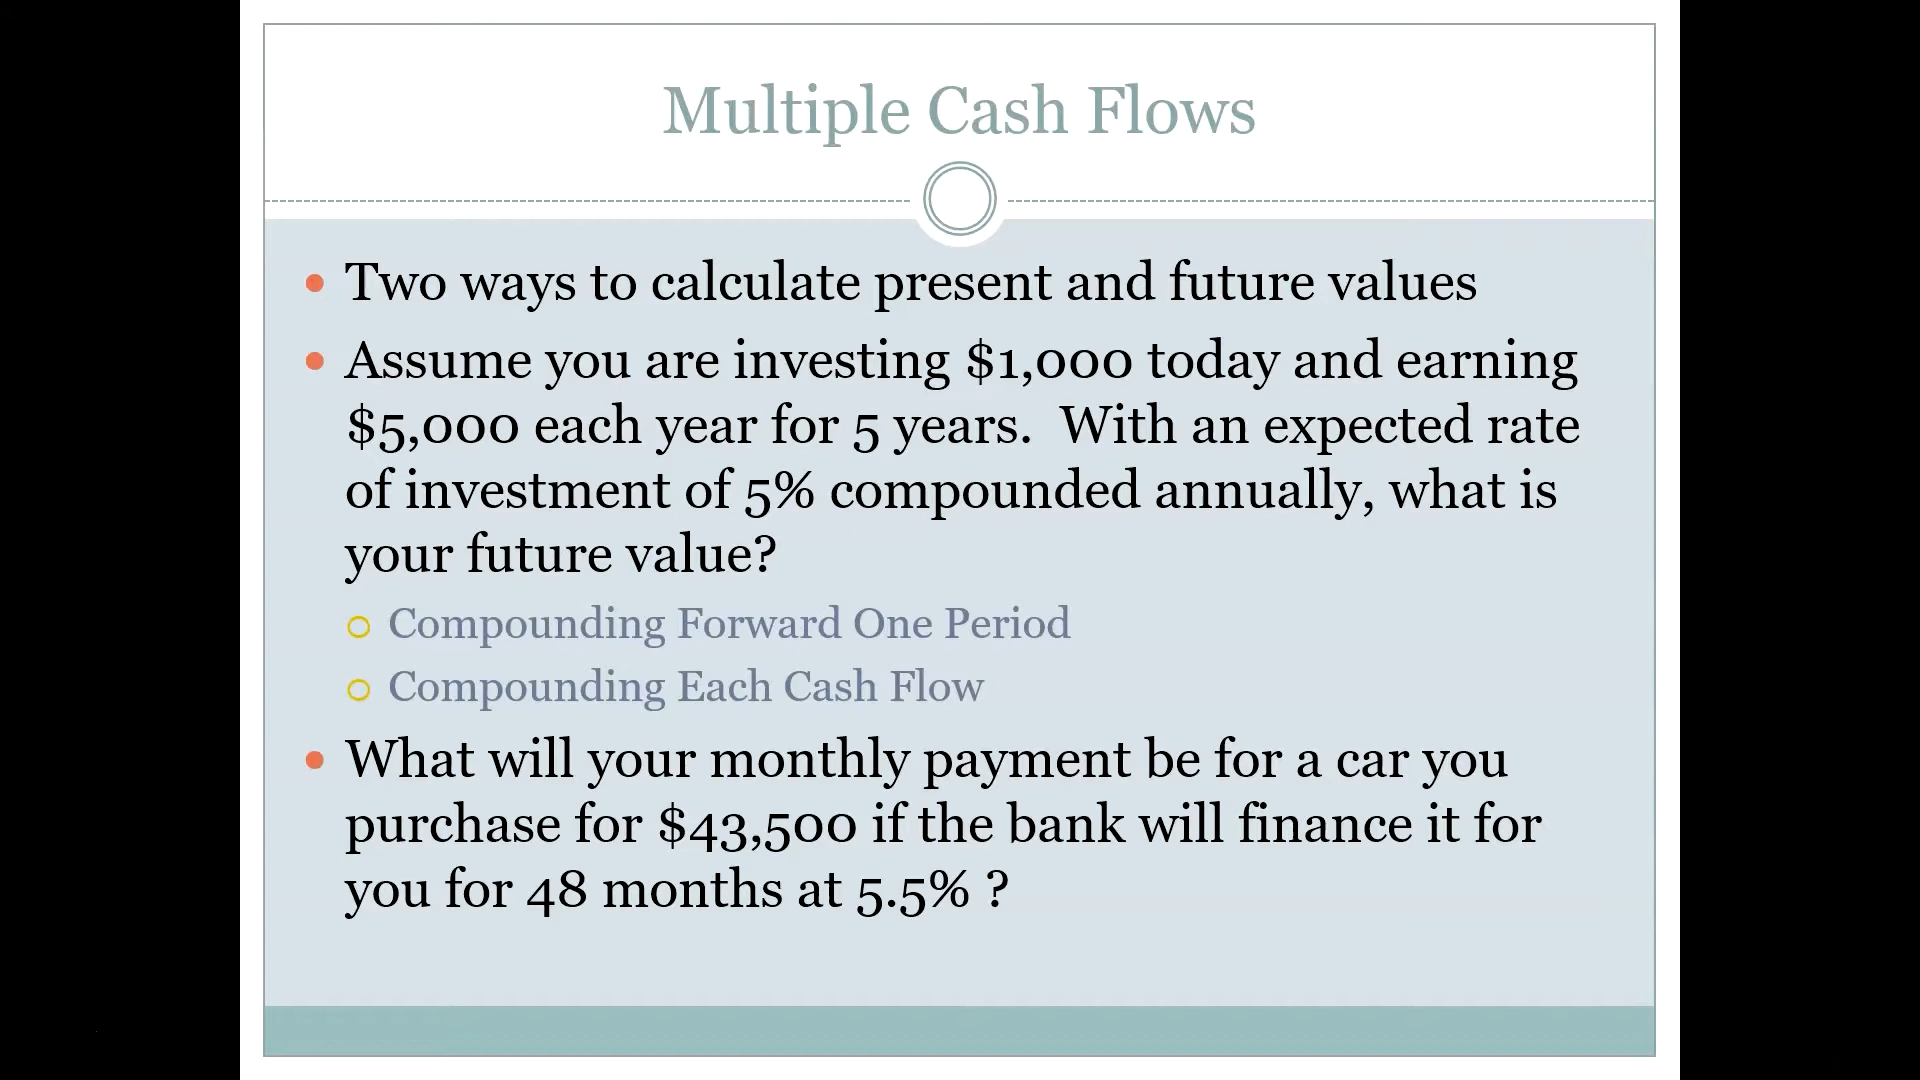 Multiple Cash Flows
Two ways to calculate present and future values
Assume you are investing $1,000 today and earning
$5,000 each year for 5 years.  With an expected rate
of investment of 5% compounded annually, what is
your future value?
Compounding Forward One Period
Compounding Each Cash Flow
What will your monthly payment be for a car you
purchase for $43,500 if the bank will finance it for
you for 48 months at 5.5% ?